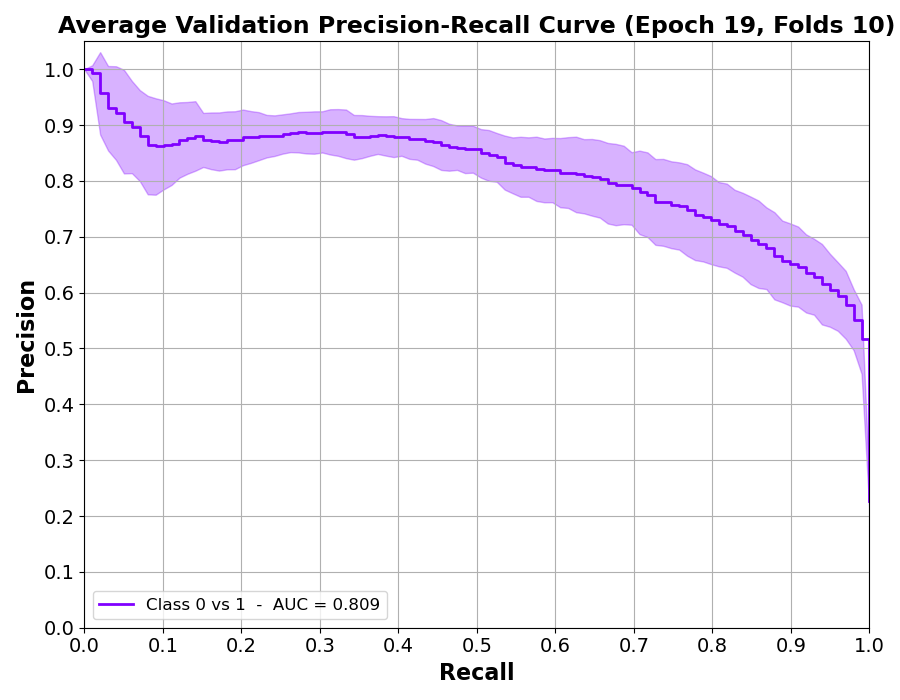 Average Validation Precision-Recall Curve (Epoch 19, Folds 10)
Precision
1.0
0.9
0.8
0.7
0.6
0.5
0.4
0.3
0.2
0.1
0.0
Class 0 vs 1 - AUC = 0.809
0.0 0.1 0.2 0.3 0.4 0.5 0.6 0.7 0.8 0.9 1.0
Recall